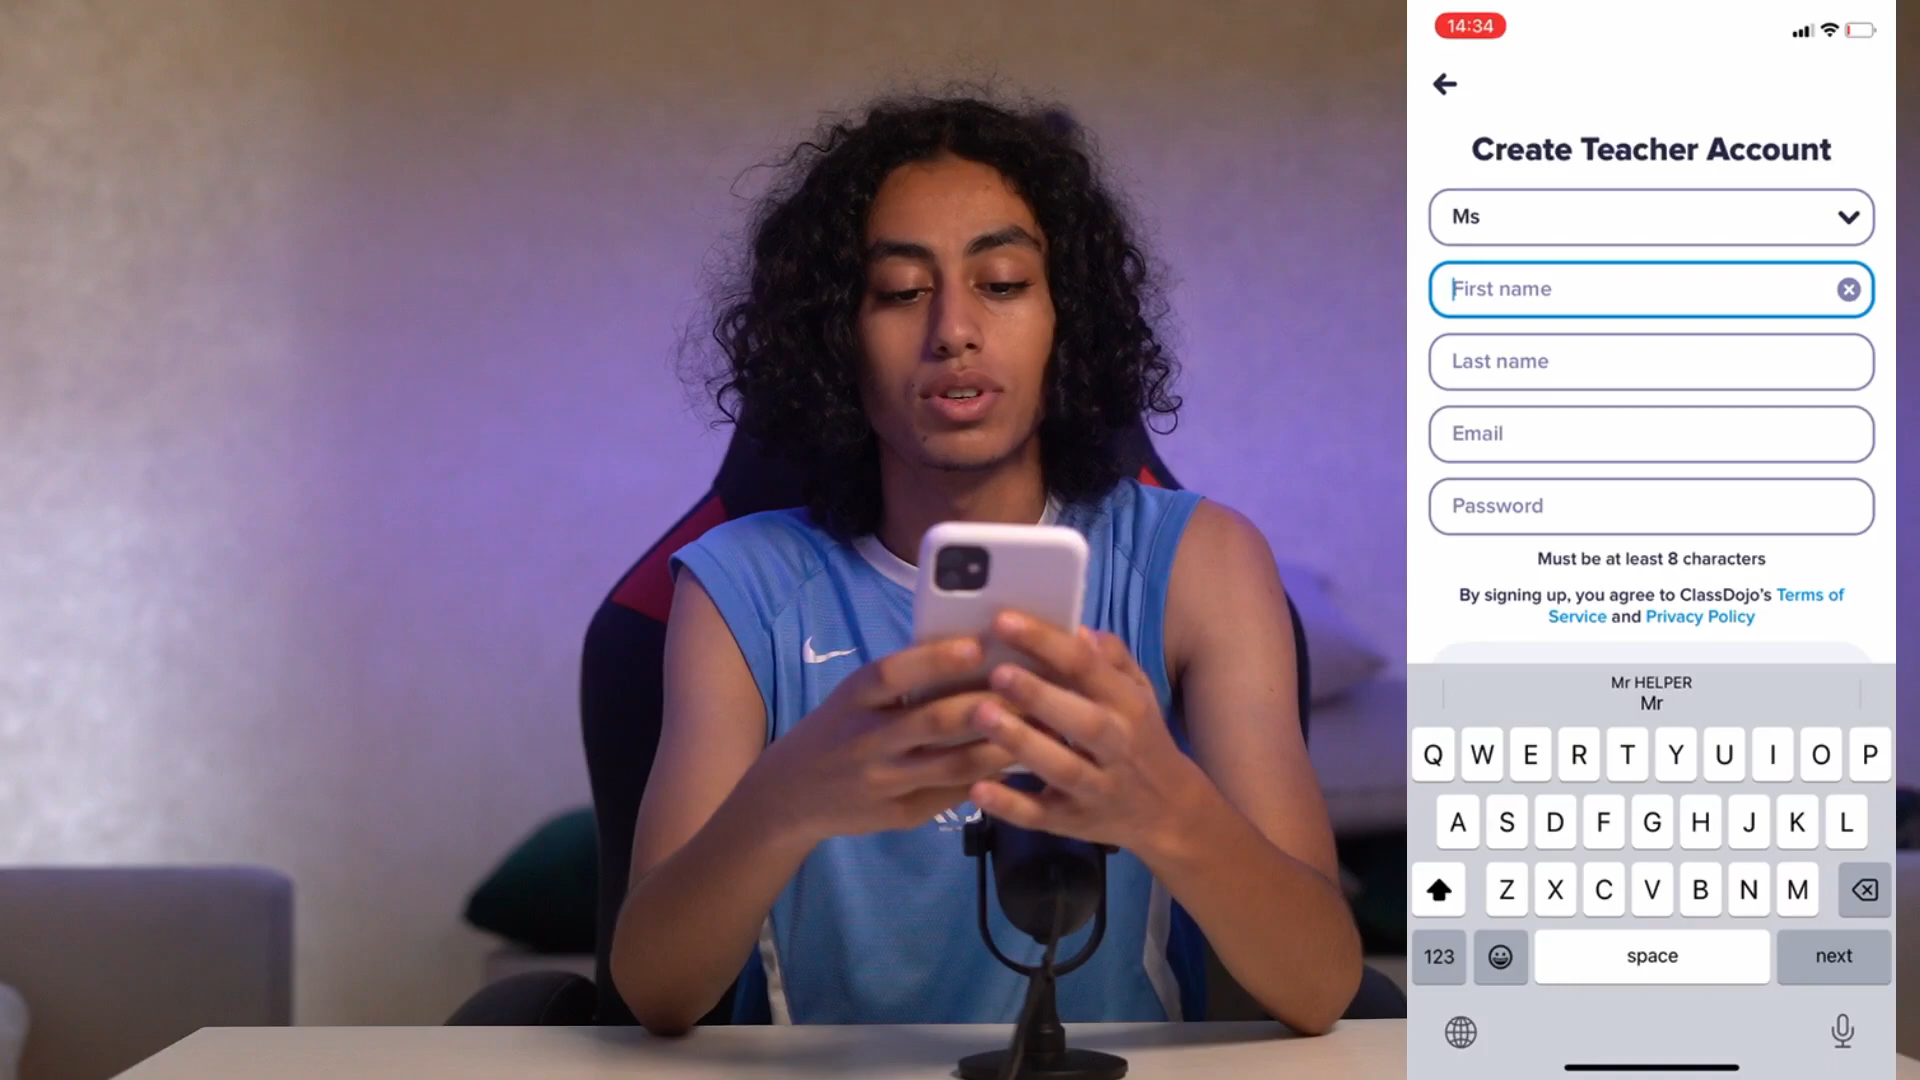 14:34
Create Teacher Account
Ms
First name
Last name
Email
Password
Must be at least 8 characters
By signing up, you agree to ClassDojo's Terms of
Service and Privacy Policy
Mr HELPER
Mr
Q W E R T Y U I O P
A S D F G H J K L
Z X C V B N M
123 space next